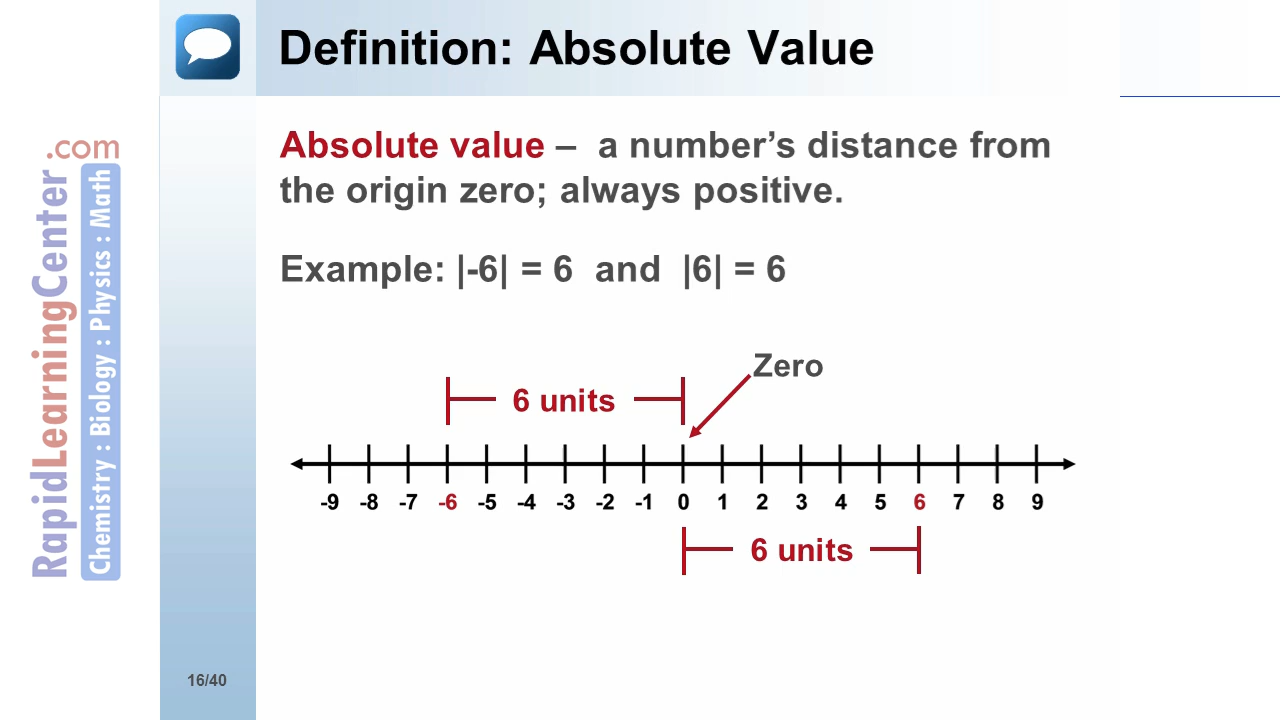 Definition: Absolute Value
Absolute value – a number’s distance from
the origin zero; always positive.
Example: |-6| = 6 and |6| = 6
Zero
6 units
-9 -8 -7 -6 -5 -4 -3 -2 -1 0 1 2 3 4 5 6 7 8 9
6 units
16/40
RapidLearningCenter.com
Chemistry : Biology : Physics : Math